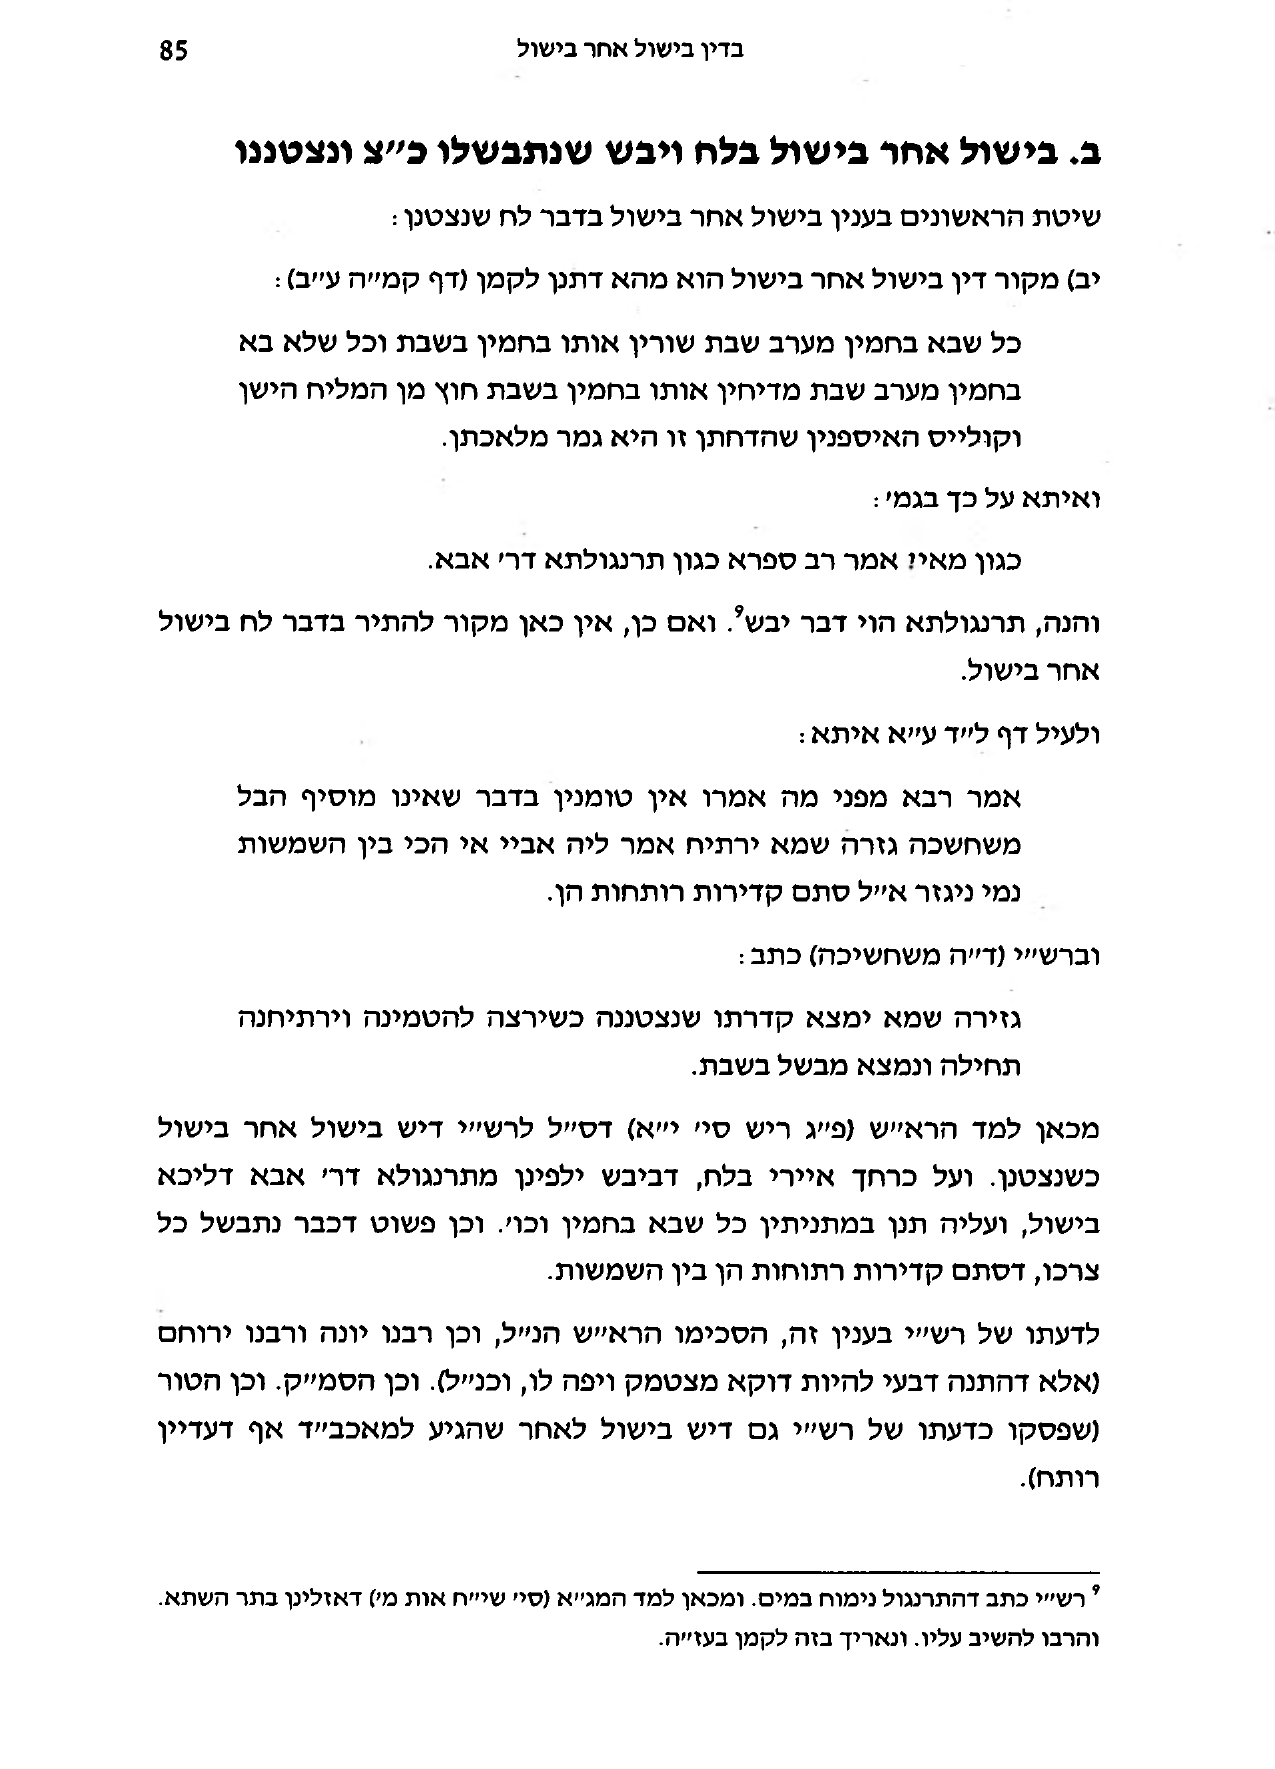 בדין בישול אחר בישול 85
ב. בישול אחר בישול בלח ויבש שנתבשלו כ״צ ונצטננו
שיטת הראשונים בענין בישול אחר בישול בדבר לח שנצטנן:
יב) מקור דין בישול אחר בישול הוא מהא דתנן לקמן (דף קמ״ה ע״ב):
כל שבא בחמין מערב שבת שורין אותו בחמין בשבת וכל שלא בא
בחמין מערב שבת מדיחין אותו בחמין בשבת חוץ מן המליח הישן
וקולייס האיספנין שהדחתן זו היא גמר מלאכתן.
ואיתא על כך בגמ׳:
כגון מאי? אמר רב ספרא כגון תרנגולתא דר׳ אבא.
והנה, תרנגולתא הוי דבר יבש⁹. ואם כן, אין כאן מקור להתיר בדבר לח בישול
אחר בישול.
ולעיל דף ל״ד ע״א איתא:
אמר רבא מפני מה אמרו אין טומנין בדבר שאינו מוסיף הבל
משחשכה גזרה שמא ירתיח אמר ליה אביי אי הכי בין השמשות
נמי ניגזר א״ל סתם קדירות רותחות הן.
וברש״י (ד״ה משחשיכה) כתב:
גזירה שמא ימצא קדרתו שנצטננה כשירצה להטמינה וירתיחנה
תחילה ונמצא מבשל בשבת.
מכאן למד הרא״ש (פ״ג ריש סי׳ י״א) דס״ל לרש״י דיש בישול אחר בישול
כשנצטנן. ועל כרחך איירי בלח, דביבש ילפינן מתרנגולא דר׳ אבא דליכא
בישול, ועליה תנן במתניתין כל שבא בחמין וכו׳. וכן פשוט דכבר נתבשל כל
צרכו, דסתם קדירות רתוחות הן בין השמשות.
לדעתו של רש״י בענין זה, הסכימו הרא״ש הנ״ל, וכן רבנו יונה ורבנו ירוחם
(אלא דהתנה דבעי להיות דוקא מצטמק ויפה לו, וכנ״ל). וכן הסמ״ק. וכן הטור
(שפסקו כדעתו של רש״י גם דיש בישול לאחר שהגיע למאכב״ד אף דעדיין
רותח).
⁹ רש״י כתב דהתרנגול נימוח במים. ומכאן למד המג״א (סי׳ שי״ח אות מ׳) דאזלינן בתר השתא.
והרבו להשיב עליו. ונאריך בזה לקמן בעז״ה.